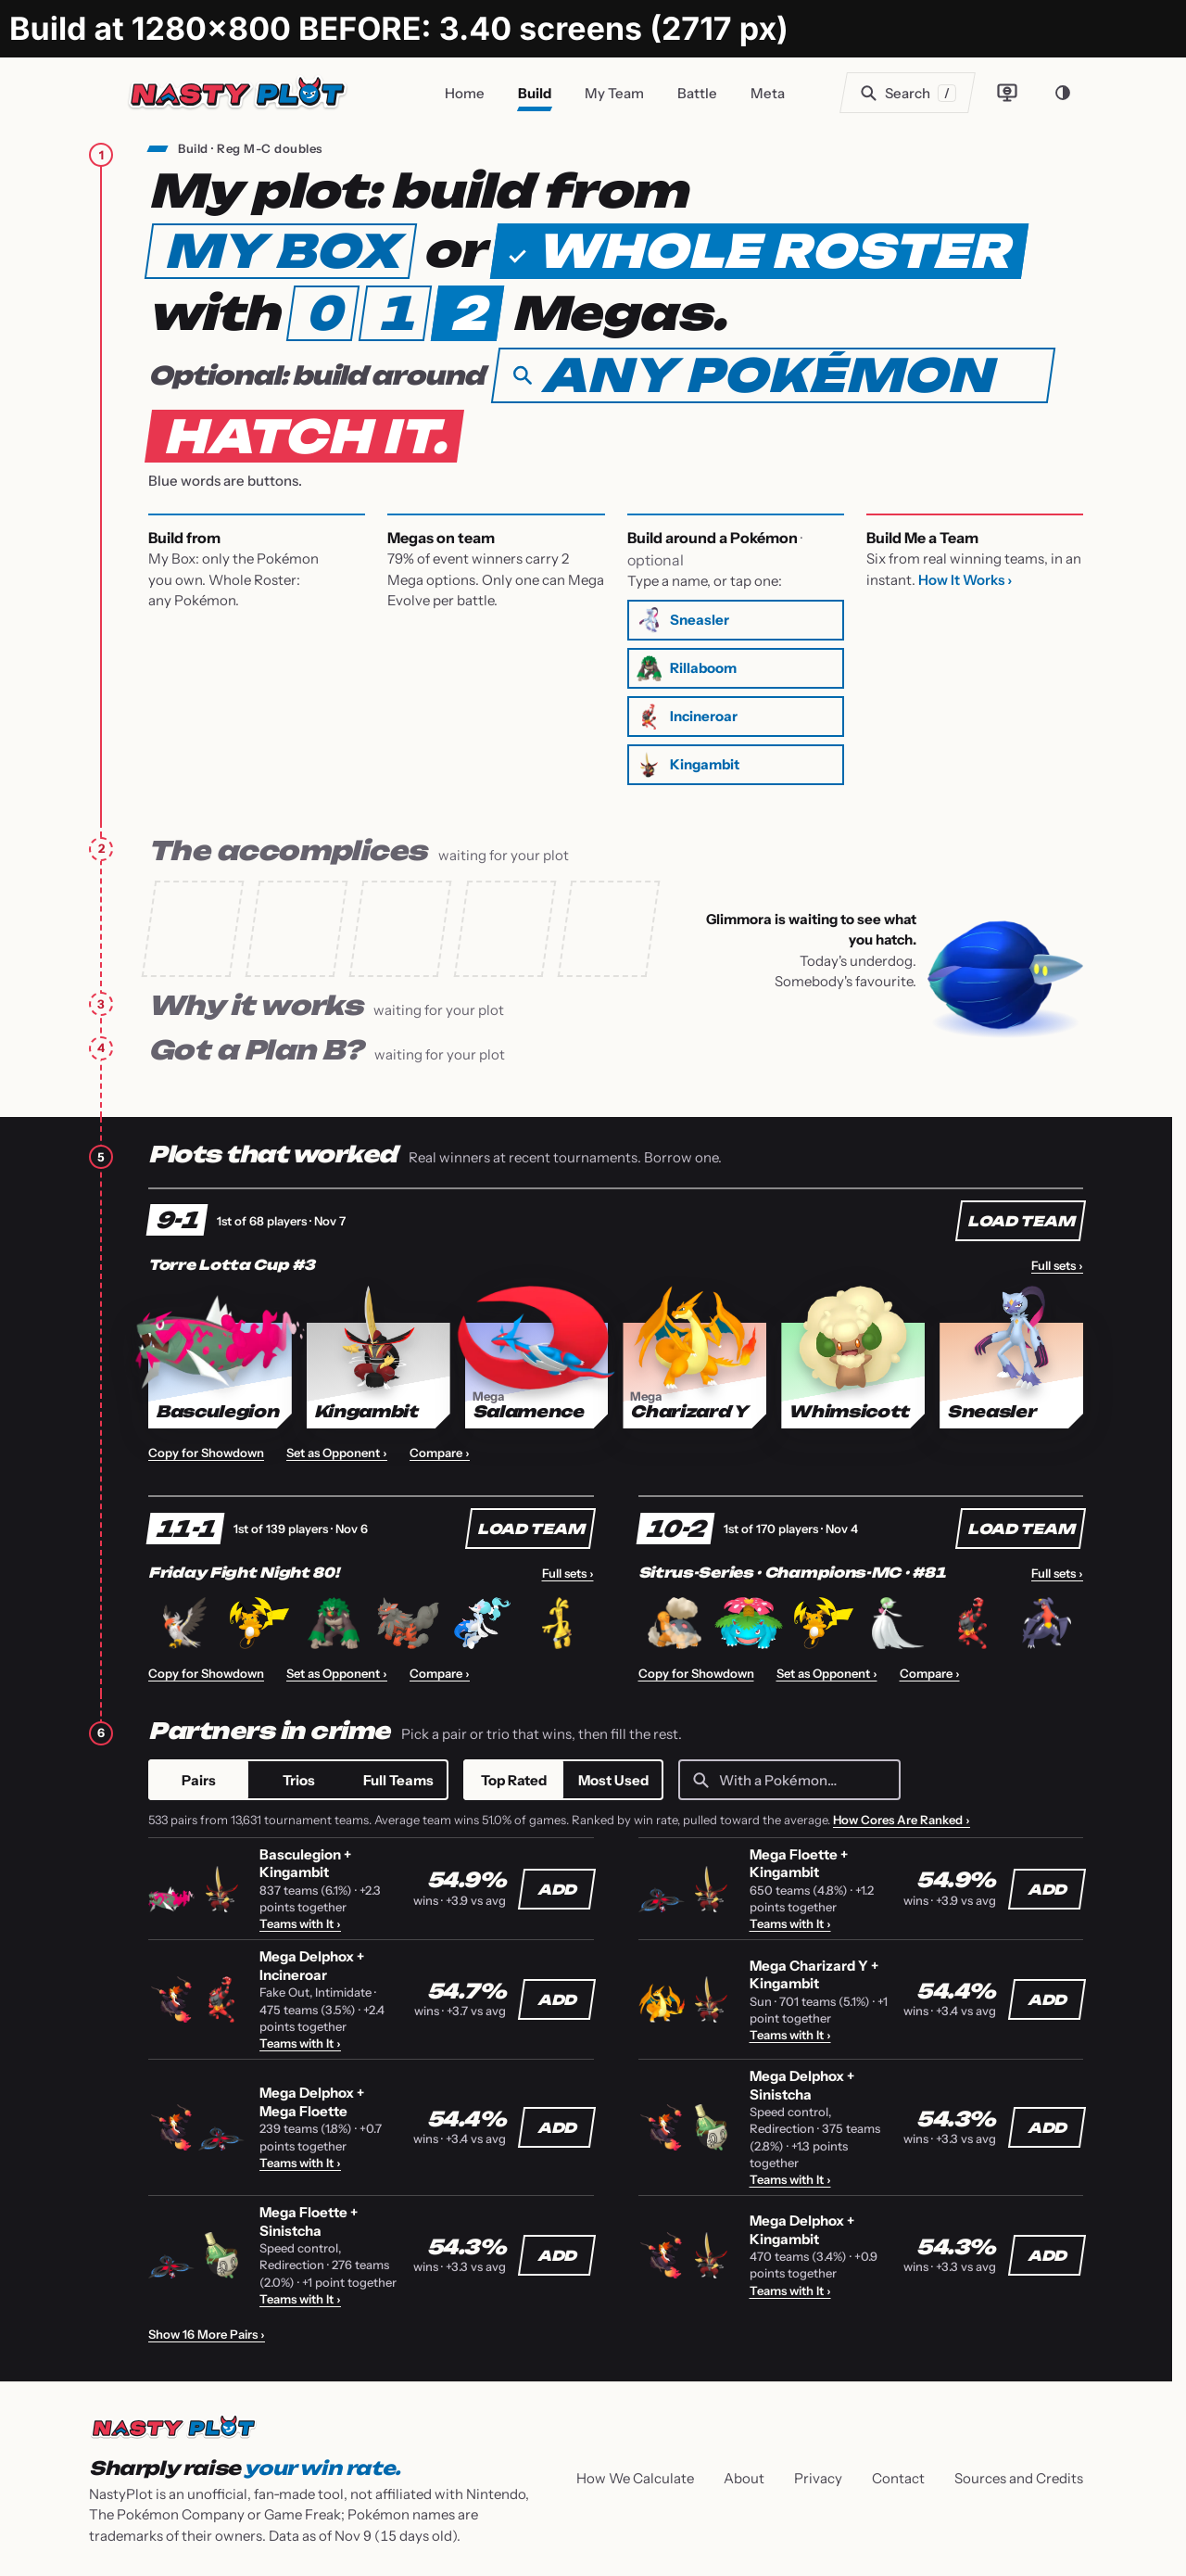 Build at 1280×800 BEFORE: 3.40 screens (2717 px)
NASTY PLOT
Home Build My Team Battle Meta Search /
1
Build · Reg M-C doubles
My plot: build from
MY BOX or WHOLE ROSTER
with 0 1 2 Megas.
Optional: build around ANY POKÉMON
HATCH IT.
Blue words are buttons.
Build from
My Box: only the Pokémon
you own. Whole Roster:
any Pokémon.
Megas on team
79% of event winners carry 2
Mega options. Only one can Mega
Evolve per battle.
Build around a Pokémon ·
optional
Type a name, or tap one:
Sneasler
Rillaboom
Incineroar
Kingambit
Build Me a Team
Six from real winning teams, in an
instant. How It Works ›
2
The accomplices waiting for your plot
Glimmora is waiting to see what
you hatch.
Today's underdog.
Somebody's favourite.
3
Why it works waiting for your plot
4
Got a Plan B? waiting for your plot
5
Plots that worked Real winners at recent tournaments. Borrow one.
9-1 1st of 68 players · Nov 7 LOAD TEAM
Torre Lotta Cup #3 Full sets ›
Basculegion
Kingambit
Mega
Salamence
Mega
Charizard Y
Whimsicott
Sneasler
Copy for Showdown Set as Opponent › Compare ›
11-1 1st of 139 players · Nov 6 LOAD TEAM
Friday Fight Night 80! Full sets ›
Copy for Showdown Set as Opponent › Compare ›
10-2 1st of 170 players · Nov 4 LOAD TEAM
Sitrus-Series · Champions-MC · #81 Full sets ›
Copy for Showdown Set as Opponent › Compare ›
6
Partners in crime Pick a pair or trio that wins, then fill the rest.
Pairs Trios Full Teams Top Rated Most Used With a Pokémon...
533 pairs from 13,631 tournament teams. Average team wins 51.0% of games. Ranked by win rate, pulled toward the average. How Cores Are Ranked ›
Basculegion +
Kingambit
837 teams (6.1%) · +2.3
points together
Teams with It ›
54.9%
wins · +3.9 vs avg
ADD
Mega Floette +
Kingambit
650 teams (4.8%) · +1.2
points together
Teams with It ›
54.9%
wins · +3.9 vs avg
ADD
Mega Delphox +
Incineroar
Fake Out, Intimidate ·
475 teams (3.5%) · +2.4
points together
Teams with It ›
54.7%
wins · +3.7 vs avg
ADD
Mega Charizard Y +
Kingambit
Sun · 701 teams (5.1%) · +1
point together
Teams with It ›
54.4%
wins · +3.4 vs avg
ADD
Mega Delphox +
Mega Floette
239 teams (1.8%) · +0.7
points together
Teams with It ›
54.4%
wins · +3.4 vs avg
ADD
Mega Delphox +
Sinistcha
Speed control,
Redirection · 375 teams
(2.8%) · +1.3 points
together
Teams with It ›
54.3%
wins · +3.3 vs avg
ADD
Mega Floette +
Sinistcha
Speed control,
Redirection · 276 teams
(2.0%) · +1 point together
Teams with It ›
54.3%
wins · +3.3 vs avg
ADD
Mega Delphox +
Kingambit
470 teams (3.4%) · +0.9
points together
Teams with It ›
54.3%
wins · +3.3 vs avg
ADD
Show 16 More Pairs ›
NASTY PLOT
Sharply raise your win rate.
NastyPlot is an unofficial, fan-made tool, not affiliated with Nintendo,
The Pokémon Company or Game Freak; Pokémon names are
trademarks of their owners. Data as of Nov 9 (15 days old).
How We Calculate About Privacy Contact Sources and Credits